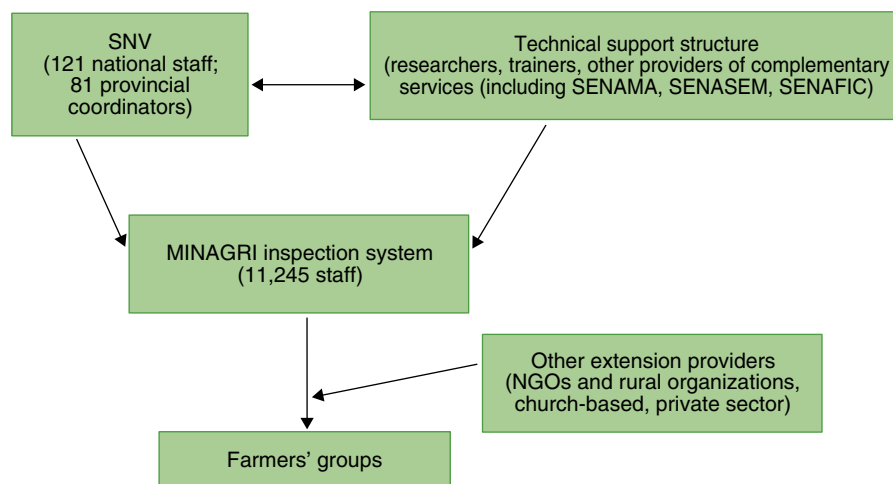 SNV
(121 national staff;
81 provincial
coordinators)
Technical support structure
(researchers, trainers, other providers of complementary
services (including SENAMA, SENASEM, SENAFIC)
MINAGRI inspection system
(11,245 staff)
Other extension providers
(NGOs and rural organizations,
church-based, private sector)
Farmers’ groups